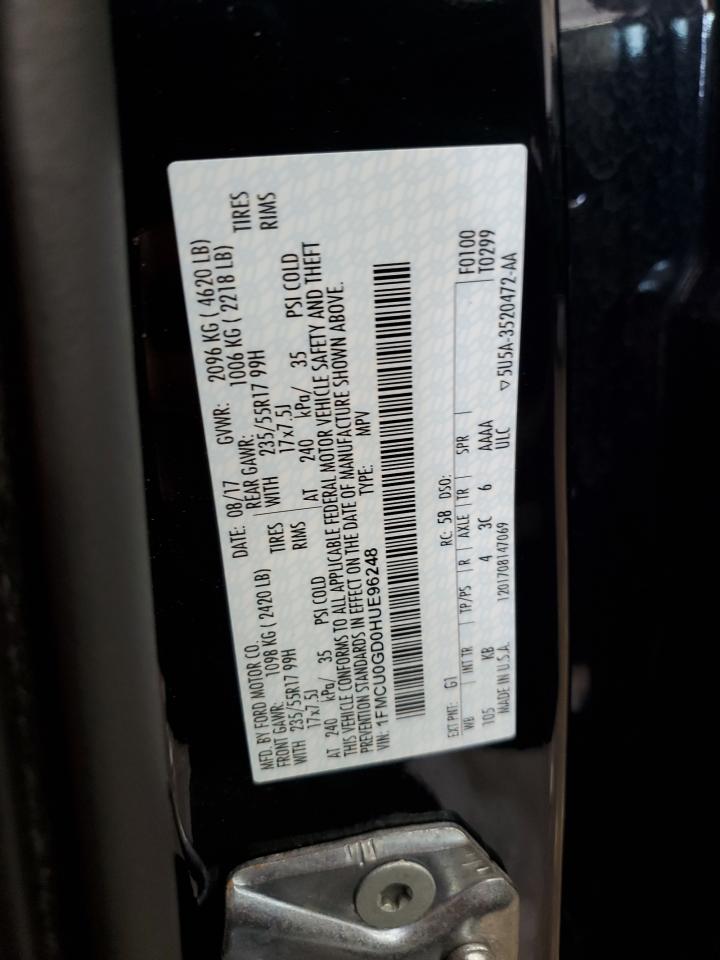 MFD. BY FORD MOTOR CO. DATE: 08/17 GVWR: 2096 KG ( 4620 LB)
FRONT GAWR: 1098 KG ( 2420 LB) REAR GAWR: 1006 KG ( 2218 LB)
WITH 235/55R17 99H TIRES WITH 235/55R17 99H TIRES
17x7.5J RIMS 17x7.5J RIMS
AT 240 kPa/ 35 PSI COLD AT 240 kPa/ 35 PSI COLD
THIS VEHICLE CONFORMS TO ALL APPLICABLE FEDERAL MOTOR VEHICLE SAFETY AND THEFT
PREVENTION STANDARDS IN EFFECT ON THE DATE OF MANUFACTURE SHOWN ABOVE.
VIN: 1FMCU0GD0HUE96248 TYPE: MPV
EXT PNT: G1 RC: 58 DSO: F0100
WB INT TR TP/PS R AXLE TR SPR T0299
105 KB 4 3C 6 AAAA
MADE IN U.S.A. 1201708147069 ULC ▽5U5A-3520472-AA